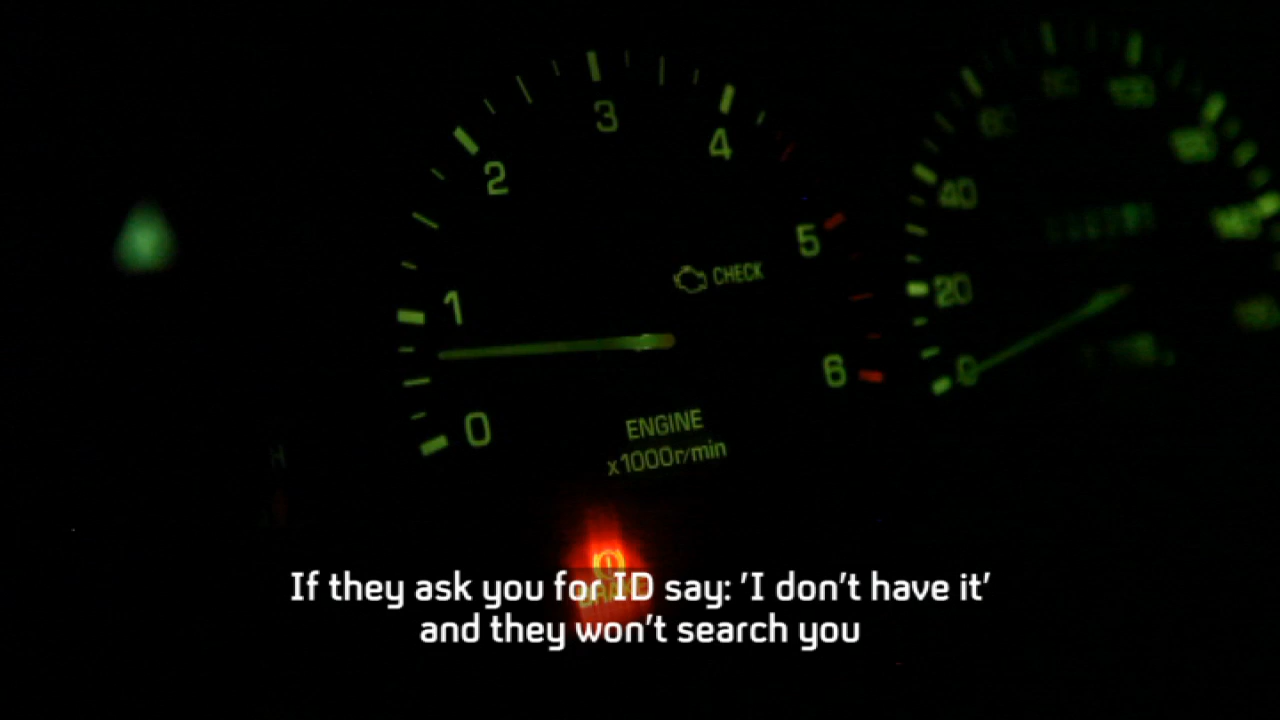 3
4
2
5
CHECK
1
6
0
ENGINE
x1000r/min
40
20
0
If they ask you for ID say: 'I don't have it'
and they won't search you